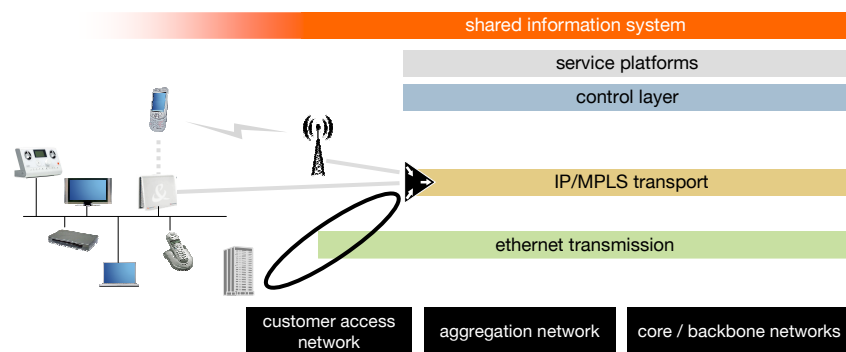 shared information system
service platforms
control layer
IP/MPLS transport
ethernet transmission
customer access
network
aggregation network
core / backbone networks